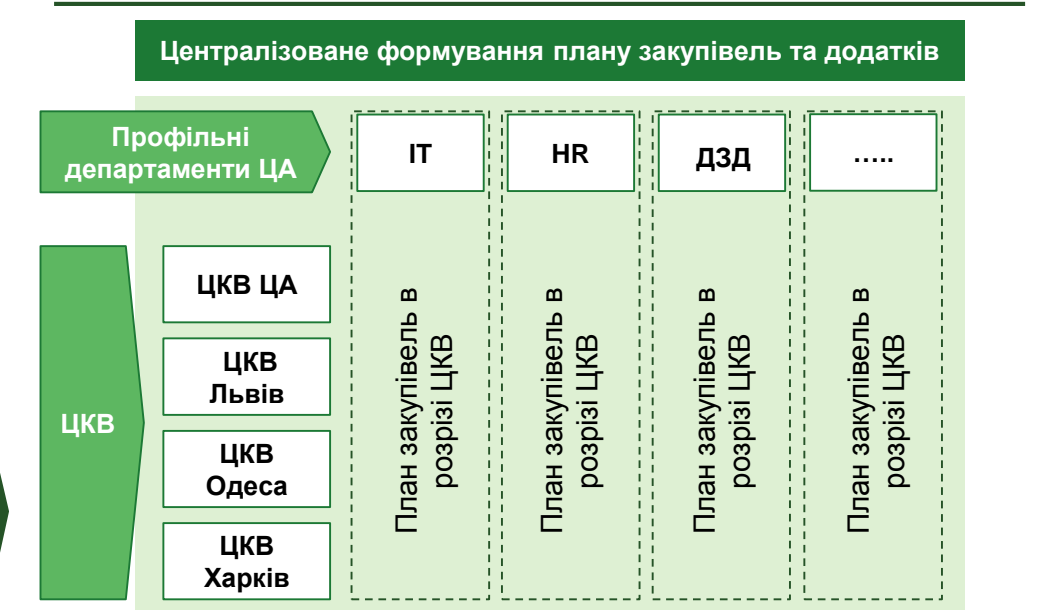 Централізоване формування плану закупівель та додатків
Профільні
департаменти ЦА
ІТ
HR
ДЗД
…..
ЦКВ
ЦКВ ЦА
ЦКВ
Львів
ЦКВ
Одеса
ЦКВ
Харків
План закупівель в
розрізі ЦКВ
План закупівель в
розрізі ЦКВ
План закупівель в
розрізі ЦКВ
План закупівель в
розрізі ЦКВ